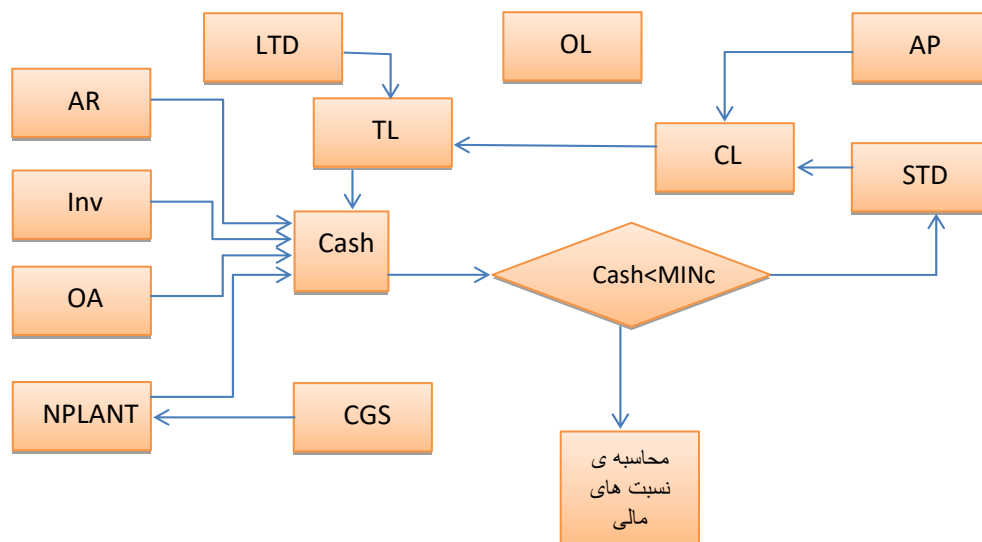 LTD
OL
AP
AR
TL
CL
STD
Inv
Cash
Cash<MINc
OA
NPLANT
CGS
محاسبه ی
نسبت های
مالی